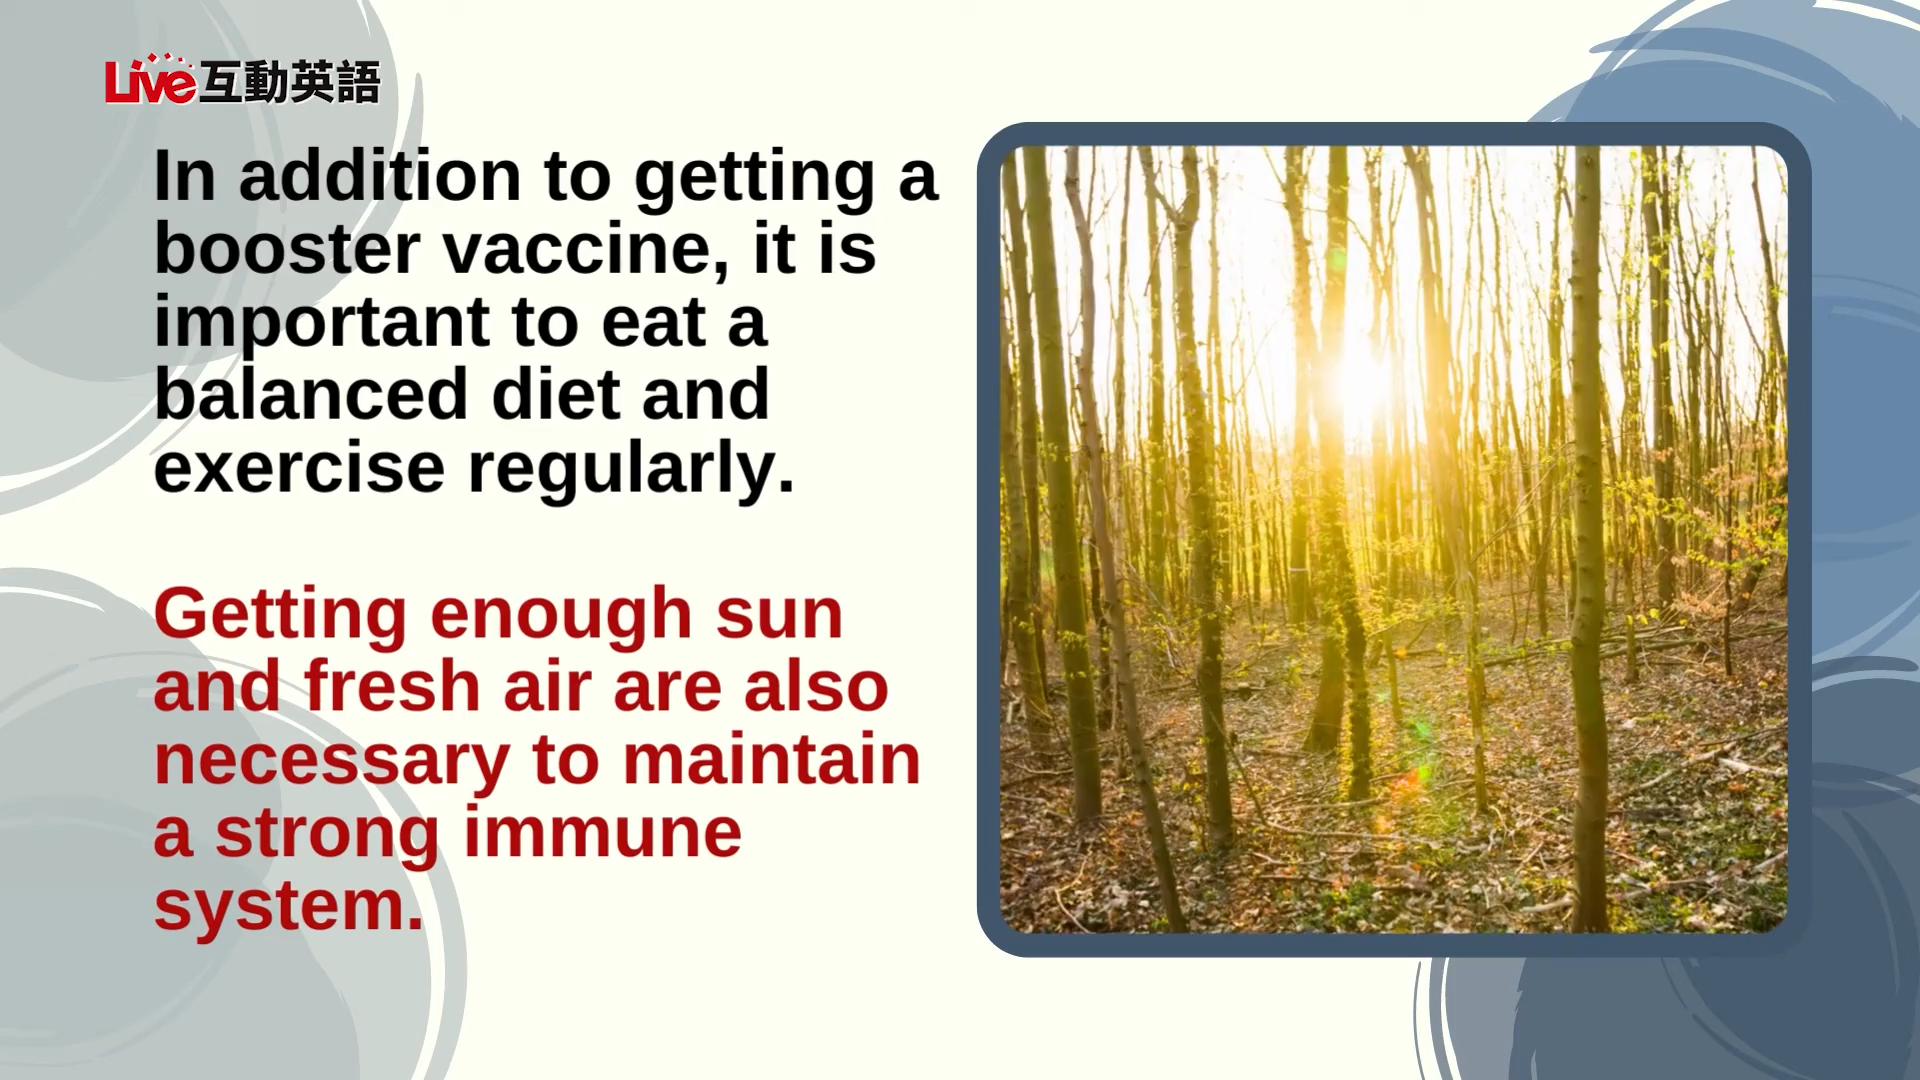 Live互動英語
In addition to getting a
booster vaccine, it is
important to eat a
balanced diet and
exercise regularly.
Getting enough sun
and fresh air are also
necessary to maintain
a strong immune
system.